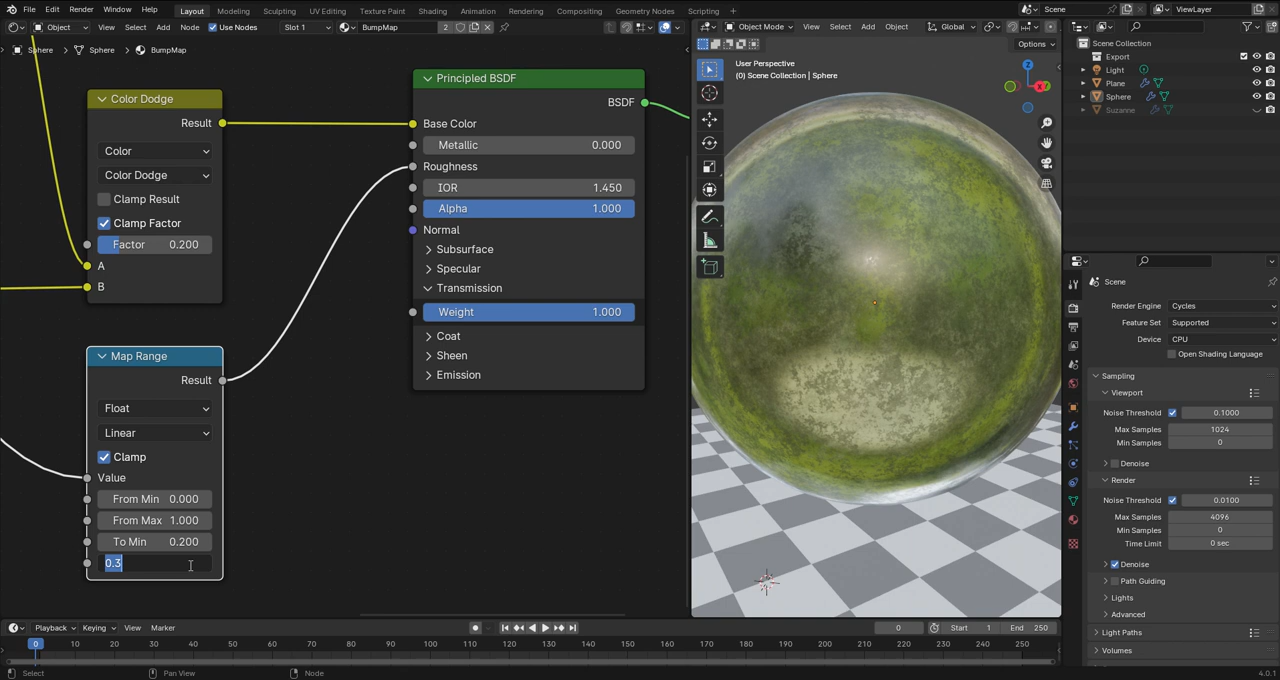 File Edit Render Window Help Layout Modeling Sculpting UV Editing Texture Paint Shading Animation Rendering Compositing Geometry Nodes Scripting Scene ViewLayer
Object View Select Add Node Use Nodes Slot 1 BumpMap 2
Sphere Sphere BumpMap
Color Dodge
Result
Color
Color Dodge
Clamp Result
Clamp Factor
Factor 0.200
A
B
Map Range
Result
Float
Linear
Clamp
Value
From Min 0.000
From Max 1.000
To Min 0.200
0.3
Principled BSDF
BSDF
Base Color
Metallic 0.000
Roughness
IOR 1.450
Alpha 1.000
Normal
Subsurface
Specular
Transmission
Weight 1.000
Coat
Sheen
Emission
Object Mode View Select Add Object Global
Options
User Perspective
(0) Scene Collection | Sphere
Z
X
Scene Collection
Export
Light
Plane
Sphere
Suzanne
Scene
Render Engine Cycles
Feature Set Supported
Device CPU
Open Shading Language
Sampling
Viewport
Noise Threshold 0.1000
Max Samples 1024
Min Samples 0
Denoise
Render
Noise Threshold 0.0100
Max Samples 4096
Min Samples 0
Time Limit 0 sec
Denoise
Path Guiding
Lights
Advanced
Light Paths
Volumes
Playback Keying View Marker 0 Start 1 End 250
0 10 20 30 40 50 60 70 80 90 100 110 120 130 140 150 160 170 180 190 200 210 220 230 240 250
Select Pan View Node 4.0.1